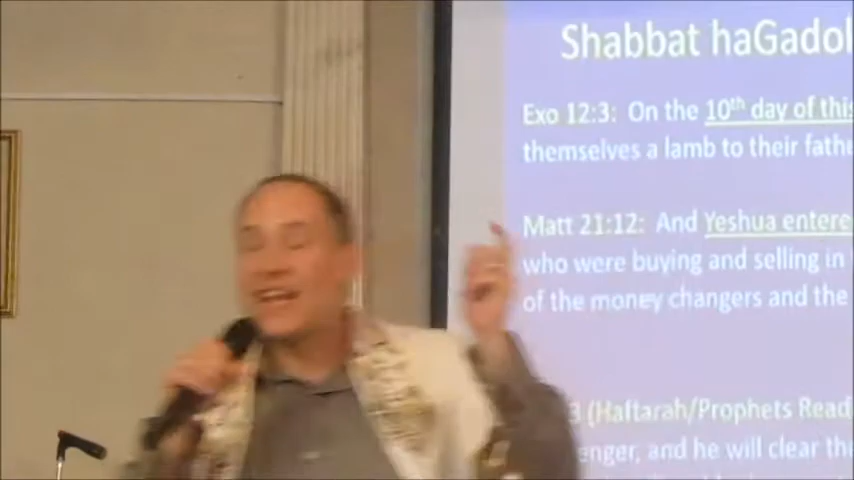 Shabbat haGadol
Exo 12:3: On the 10th day of this
themselves a lamb to their fath
Matt 21:12: And Yeshua entere
who were buying and selling in
of the money changers and the
3 (Haftarah/Prophets Read
enger, and he will clear the